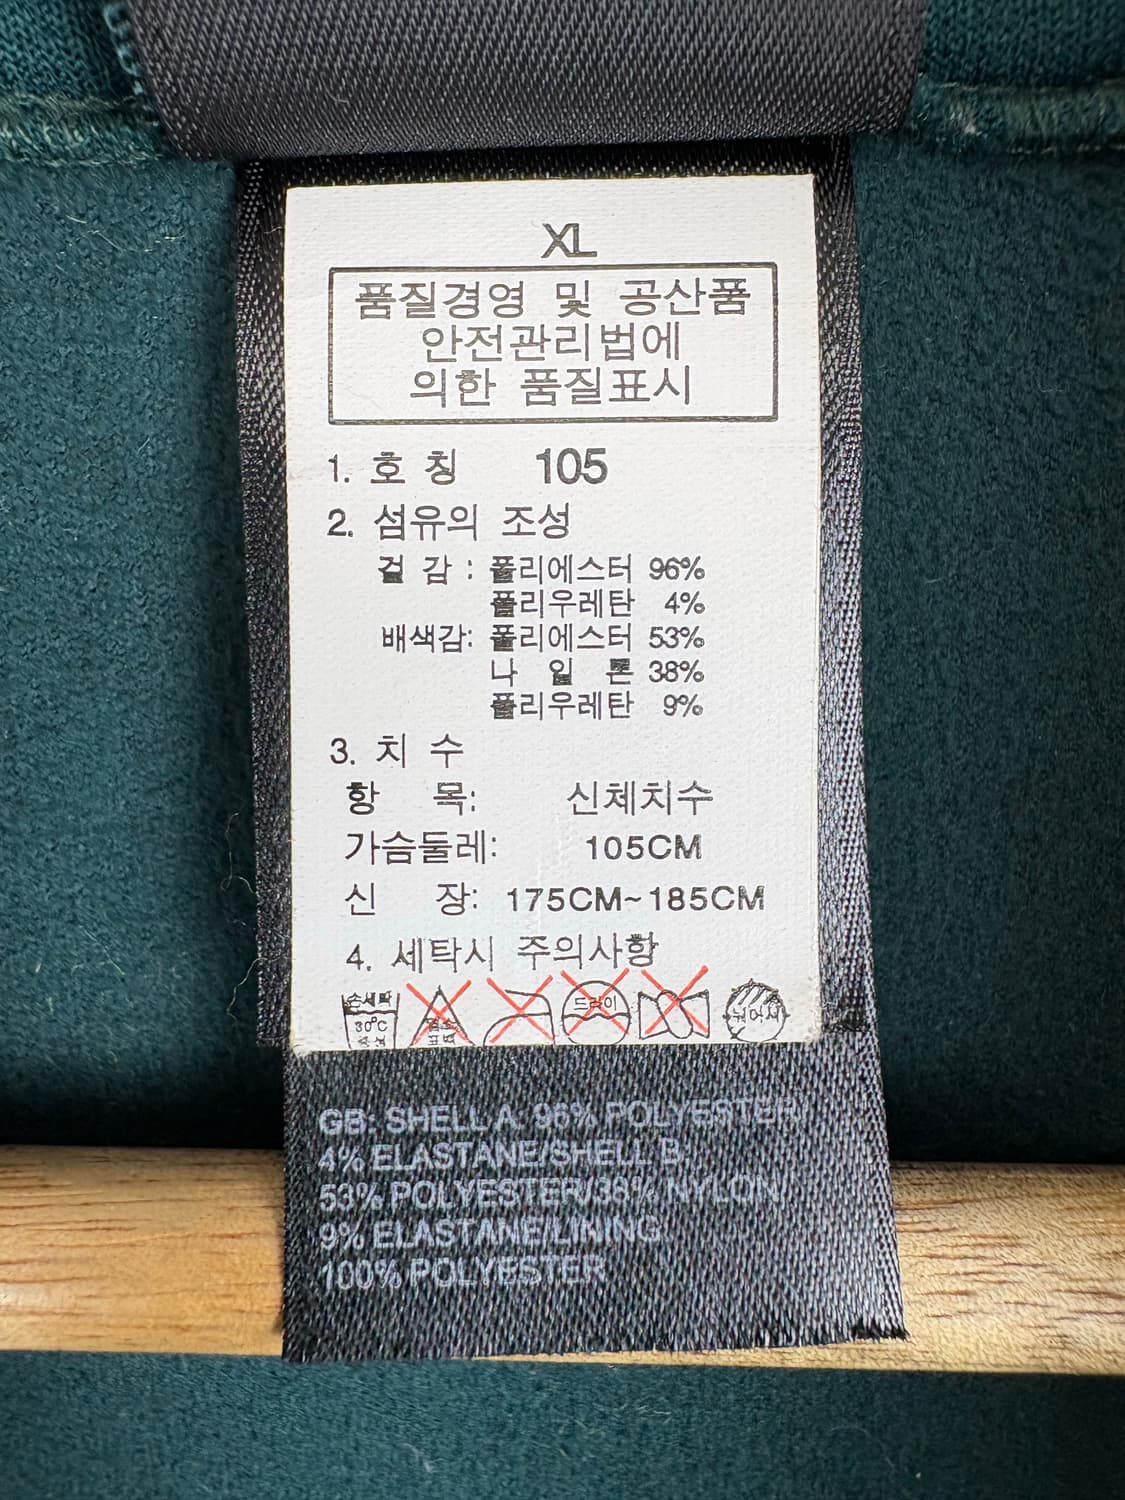 XL
품질경영 및 공산품
안전관리법에
의한 품질표시
1. 호 칭 105
2. 섬유의 조성
겉 감 : 폴리에스터 96%
폴리우레탄 4%
배색감: 폴리에스터 53%
나 일 론 38%
폴리우레탄 9%
3. 치 수
항 목: 신체치수
가슴둘레: 105CM
신 장: 175CM~185CM
4. 세탁시 주의사항
손세탁 드라이 뉘어서
30°C
GB: SHELL A. 96% POLYESTER/
4% ELASTANE/SHELL B.
53% POLYESTER/38% NYLON/
9% ELASTANE/LINING
100% POLYESTER